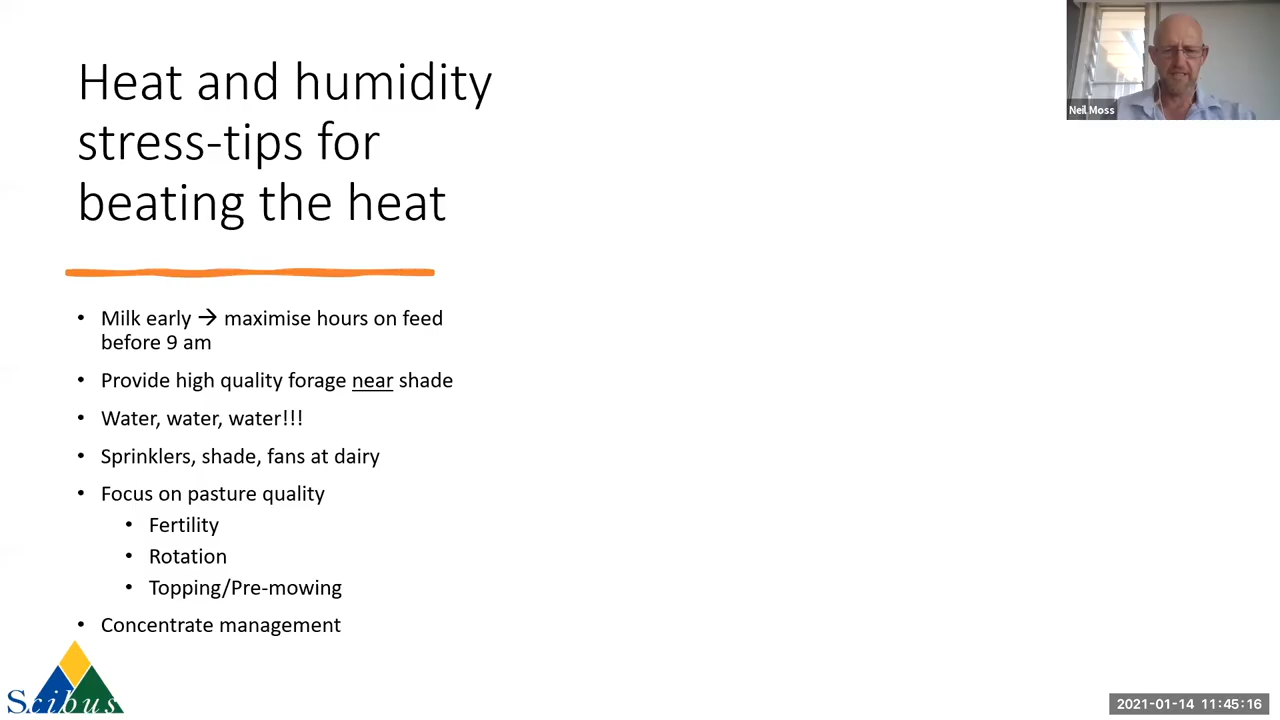 Heat and humidity
stress-tips for
beating the heat
• Milk early → maximise hours on feed
before 9 am
• Provide high quality forage near shade
• Water, water, water!!!
• Sprinklers, shade, fans at dairy
• Focus on pasture quality
• Fertility
• Rotation
• Topping/Pre-mowing
• Concentrate management
Scibus
Neil Moss
2021-01-14 11:45:16